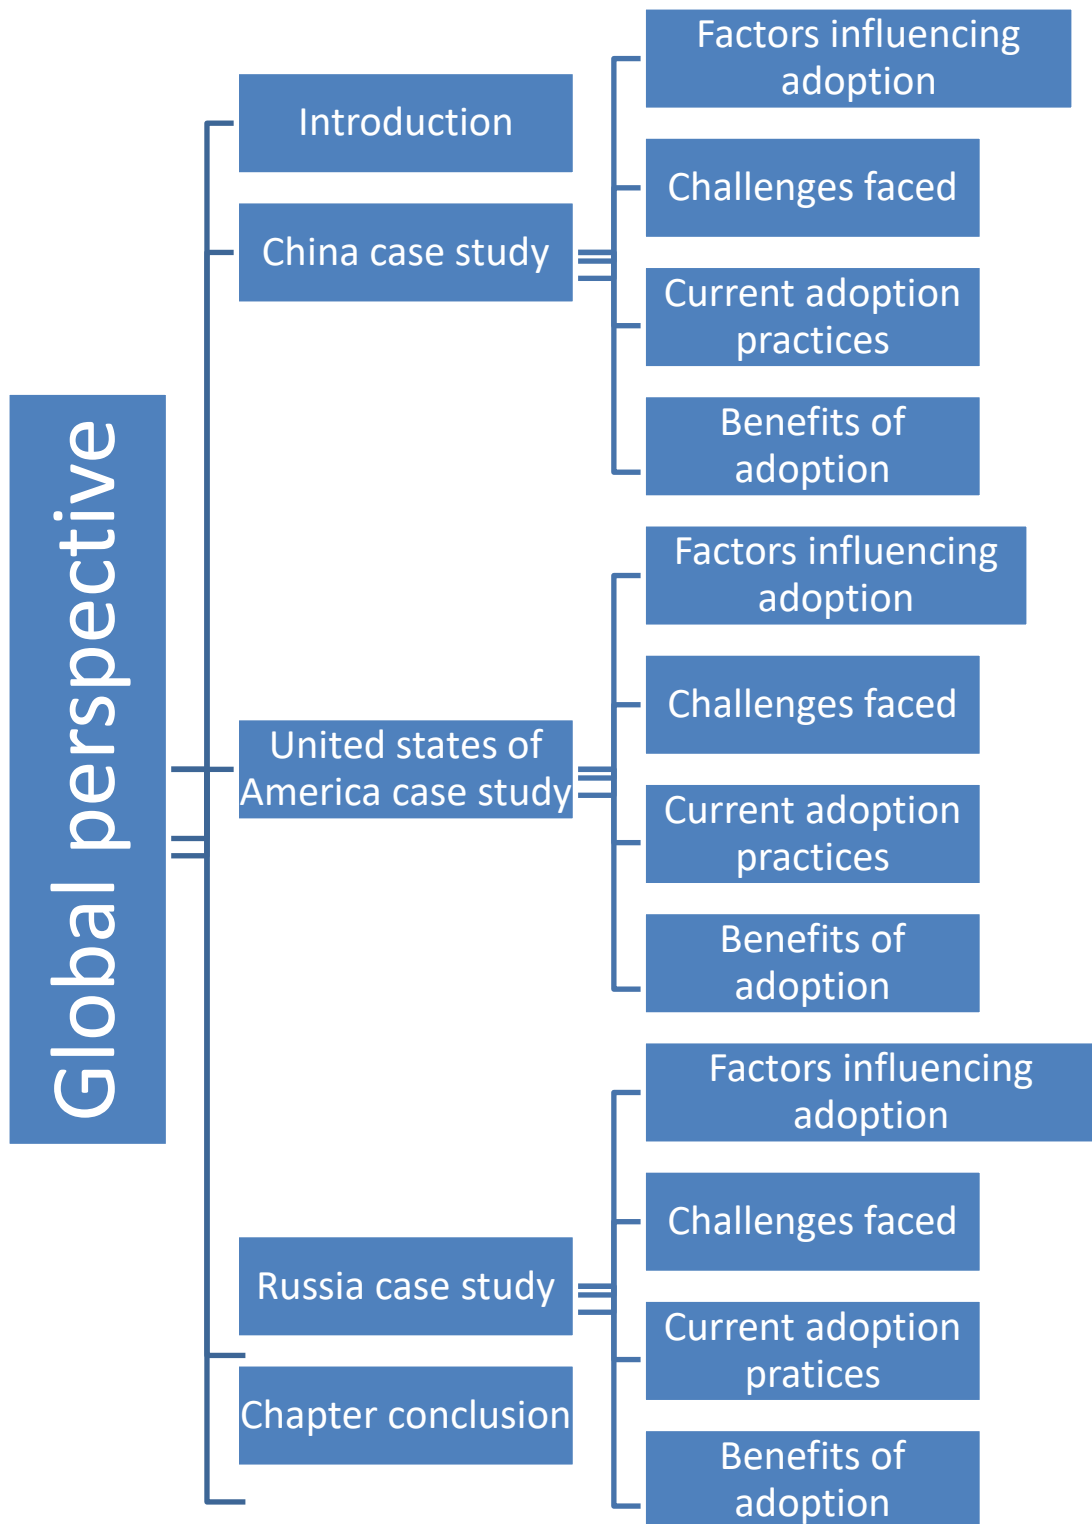 Global perspective
Introduction
China case study
Factors influencing
adoption
Challenges faced
Current adoption
practices
Benefits of
adoption
United states of
America case study
Factors influencing
adoption
Challenges faced
Current adoption
practices
Benefits of
adoption
Russia case study
Factors influencing
adoption
Challenges faced
Current adoption
pratices
Benefits of
adoption
Chapter conclusion